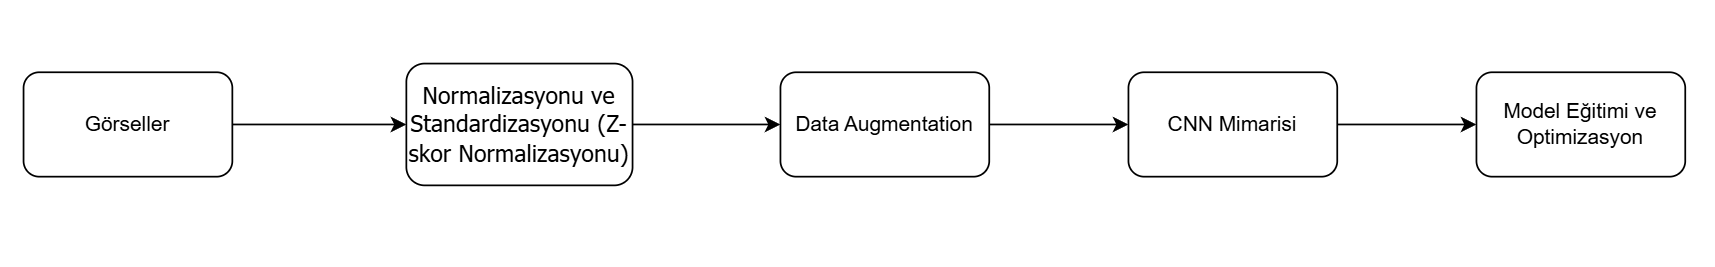 Görseller
Normalizasyonu ve
Standardizasyonu (Z-
skor Normalizasyonu)
Data Augmentation
CNN Mimarisi
Model Eğitimi ve
Optimizasyon